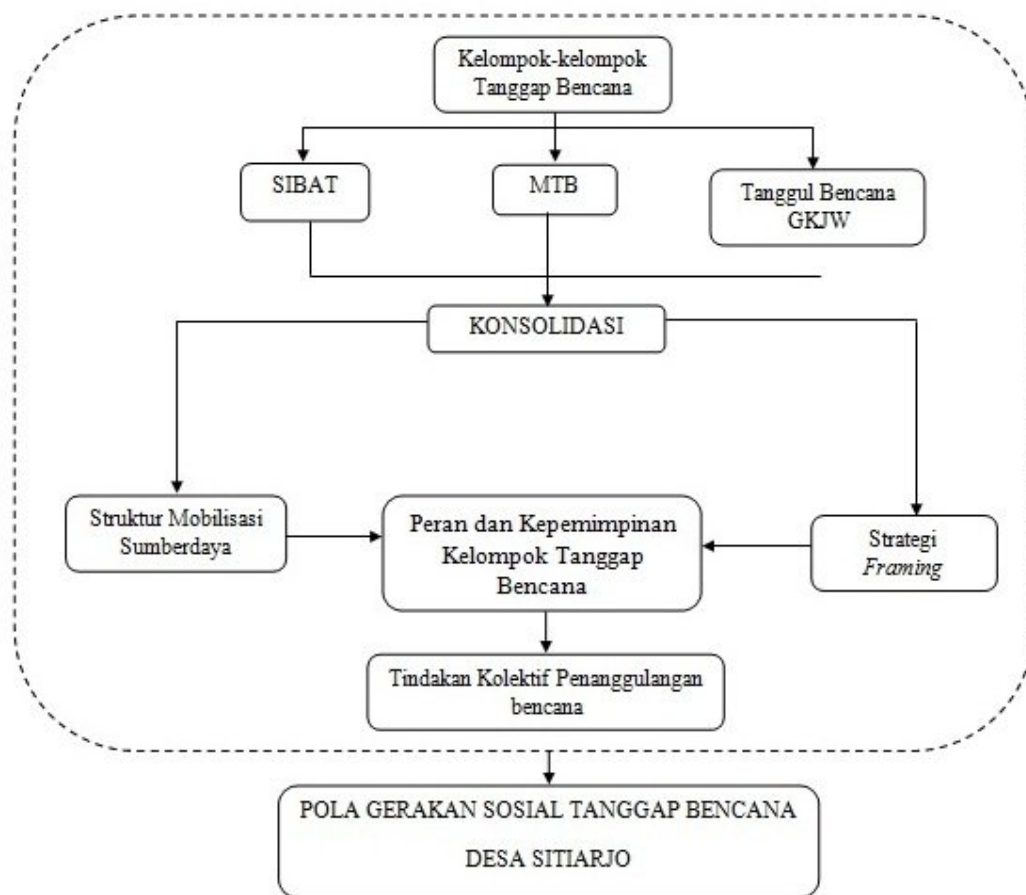 Kelompok-kelompok
Tanggap Bencana
SIBAT
MTB
Tanggul Bencana
GKJW
KONSOLIDASI
Struktur Mobilisasi
Sumberdaya
Peran dan Kepemimpinan
Kelompok Tanggap
Bencana
Strategi
Framing
Tindakan Kolektif Penanggulangan
bencana
POLA GERAKAN SOSIAL TANGGAP BENCANA
DESA SITIARJO